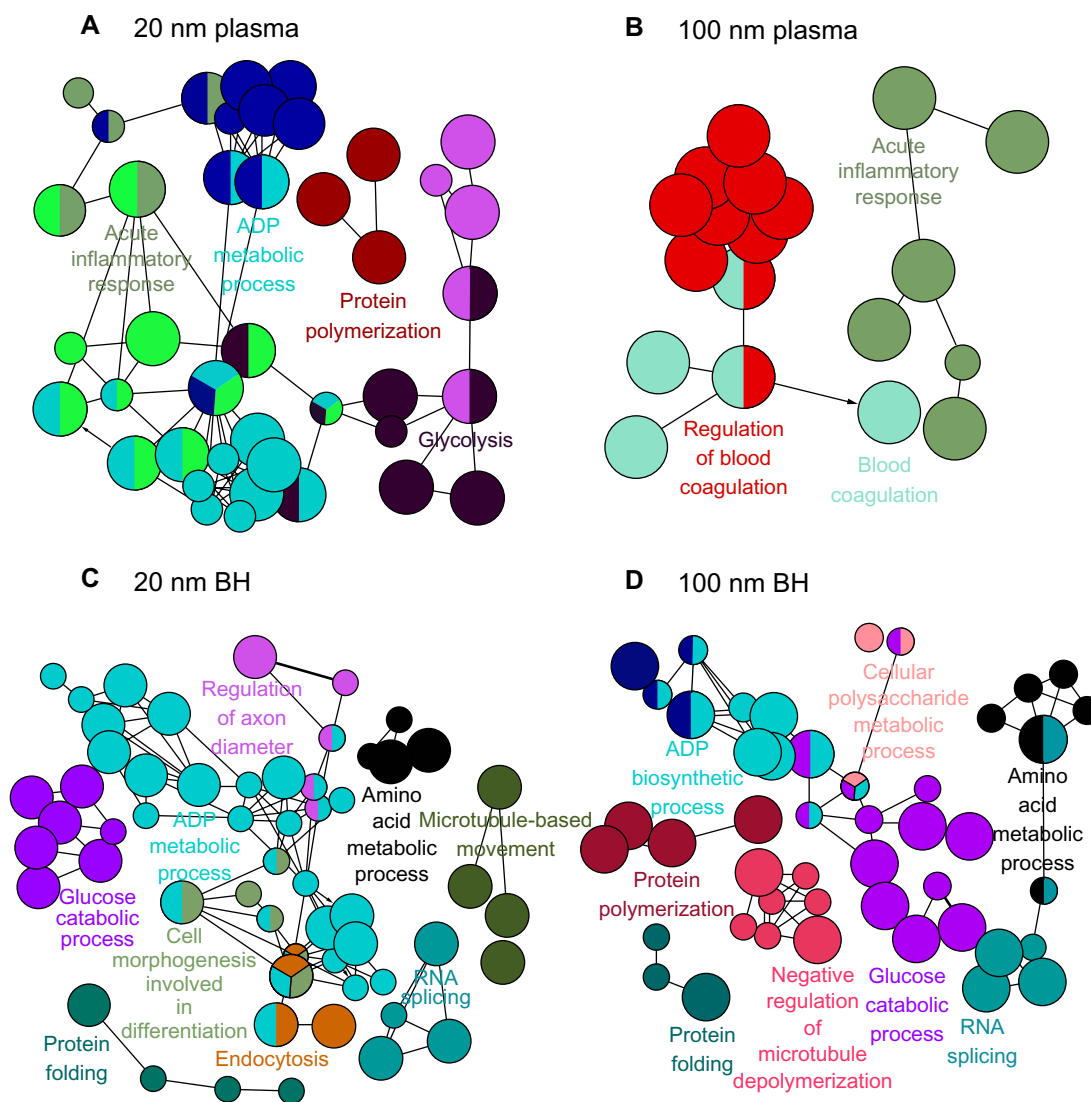 A 20 nm plasma
Acute
inflammatory
response
ADP
metabolic
process
Protein
polymerization
Glycolysis
B 100 nm plasma
Acute
inflammatory
response
Regulation
of blood
coagulation
Blood
coagulation
C 20 nm BH
Regulation
of axon
diameter
ADP
metabolic
process
Amino
acid
metabolic
process
Microtubule-based
movement
Glucose
catabolic
process
Cell
morphogenesis
involved
in
differentiation
RNA
splicing
Protein
folding
Endocytosis
D 100 nm BH
Cellular
polysaccharide
metabolic
process
ADP
biosynthetic
process
Amino
acid
metabolic
process
Protein
polymerization
Negative
regulation
of
microtubule
depolymerization
Glucose
catabolic
process
RNA
splicing
Protein
folding